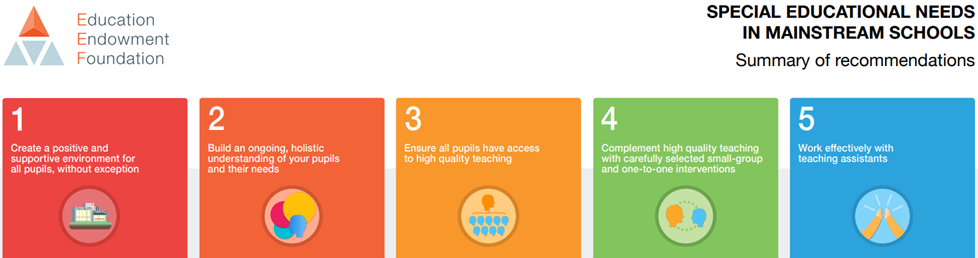 Education
Endowment
Foundation
SPECIAL EDUCATIONAL NEEDS
IN MAINSTREAM SCHOOLS
Summary of recommendations
1
Create a positive and
supportive environment for
all pupils, without exception
2
Build an ongoing, holistic
understanding of your pupils
and their needs
3
Ensure all pupils have access
to high quality teaching
4
Complement high quality teaching
with carefully selected small-group
and one-to-one interventions
5
Work effectively with
teaching assistants